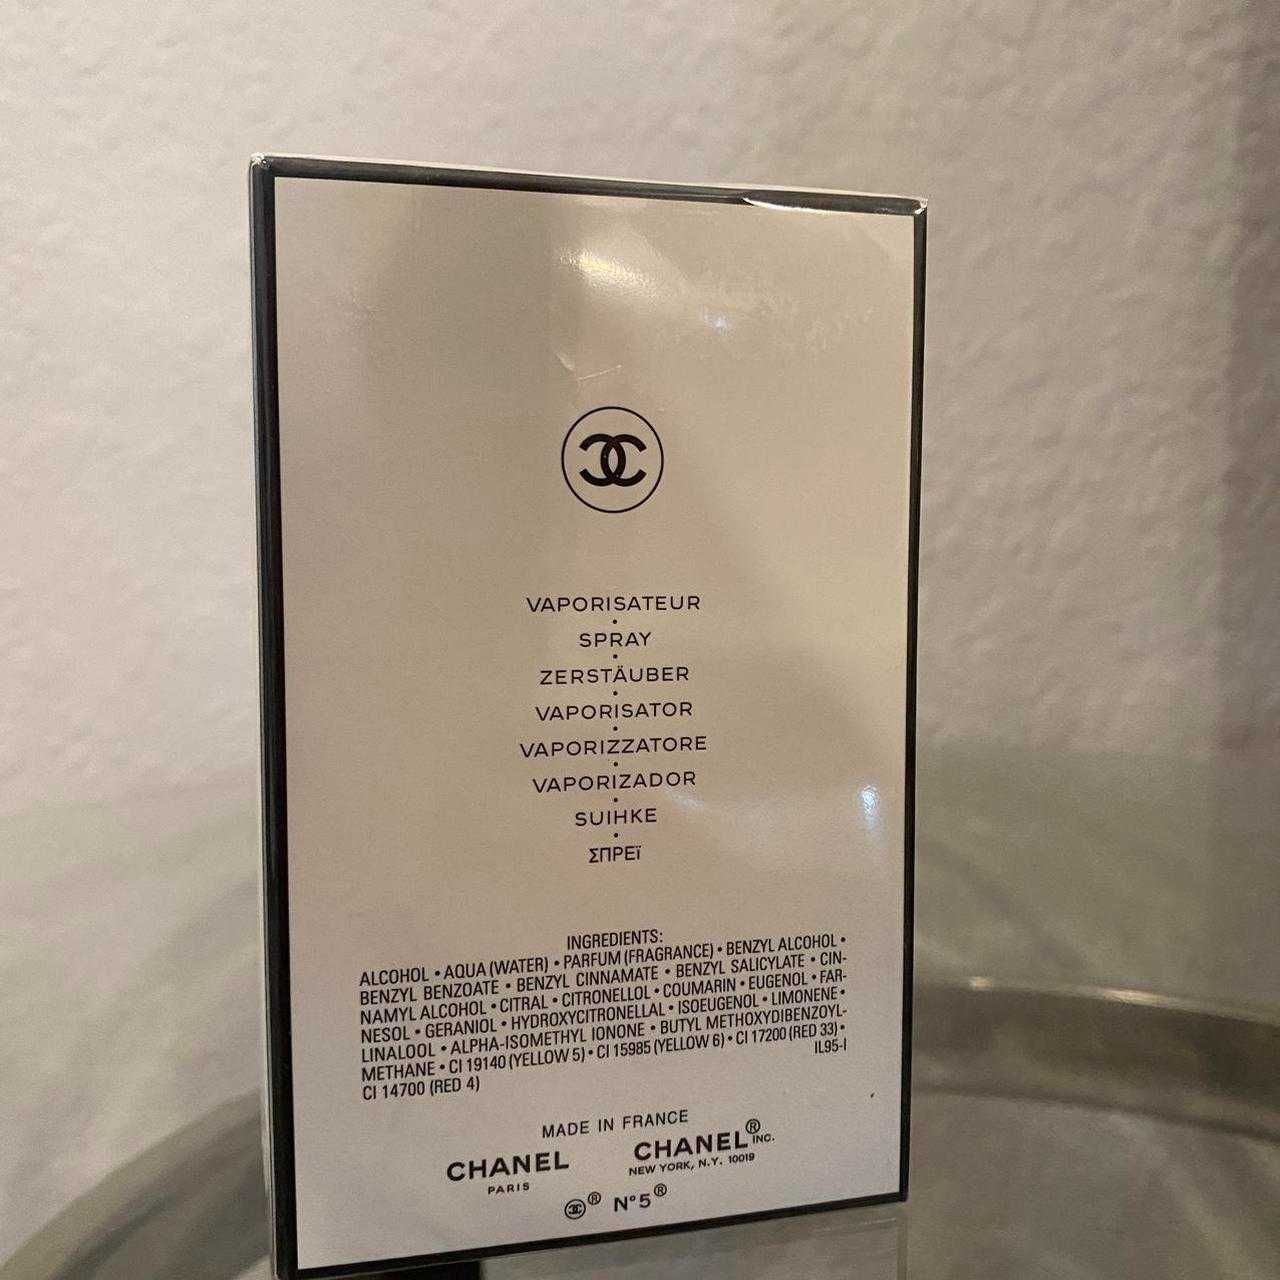 VAPORISATEUR
•
SPRAY
•
ZERSTÄUBER
•
VAPORISATOR
•
VAPORIZZATORE
•
VAPORIZADOR
•
SUIHKE
•
ΣΠΡΕϊ
INGREDIENTS:
ALCOHOL • AQUA (WATER) • PARFUM (FRAGRANCE) • BENZYL ALCOHOL •
BENZYL BENZOATE • BENZYL CINNAMATE • BENZYL SALICYLATE • CIN-
NAMYL ALCOHOL • CITRAL • CITRONELLOL • COUMARIN • EUGENOL • FAR-
NESOL • GERANIOL • HYDROXYCITRONELLAL • ISOEUGENOL • LIMONENE •
LINALOOL • ALPHA-ISOMETHYL IONONE • BUTYL METHOXYDIBENZOYL-
METHANE • CI 19140 (YELLOW 5) • CI 15985 (YELLOW 6) • CI 17200 (RED 33) •
CI 14700 (RED 4) IL95-I
MADE IN FRANCE
CHANEL CHANEL® INC.
PARIS NEW YORK, N.Y. 10019
® N°5®